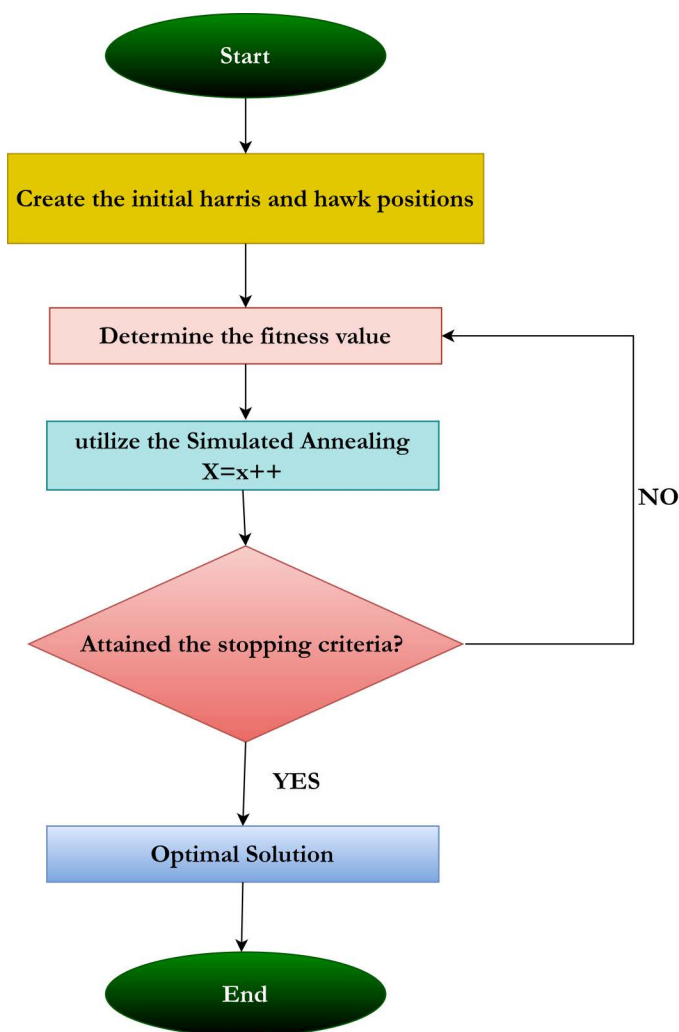 Start
Create the initial harris and hawk positions
Determine the fitness value
utilize the Simulated Annealing
X=x++
NO
Attained the stopping criteria?
YES
Optimal Solution
End